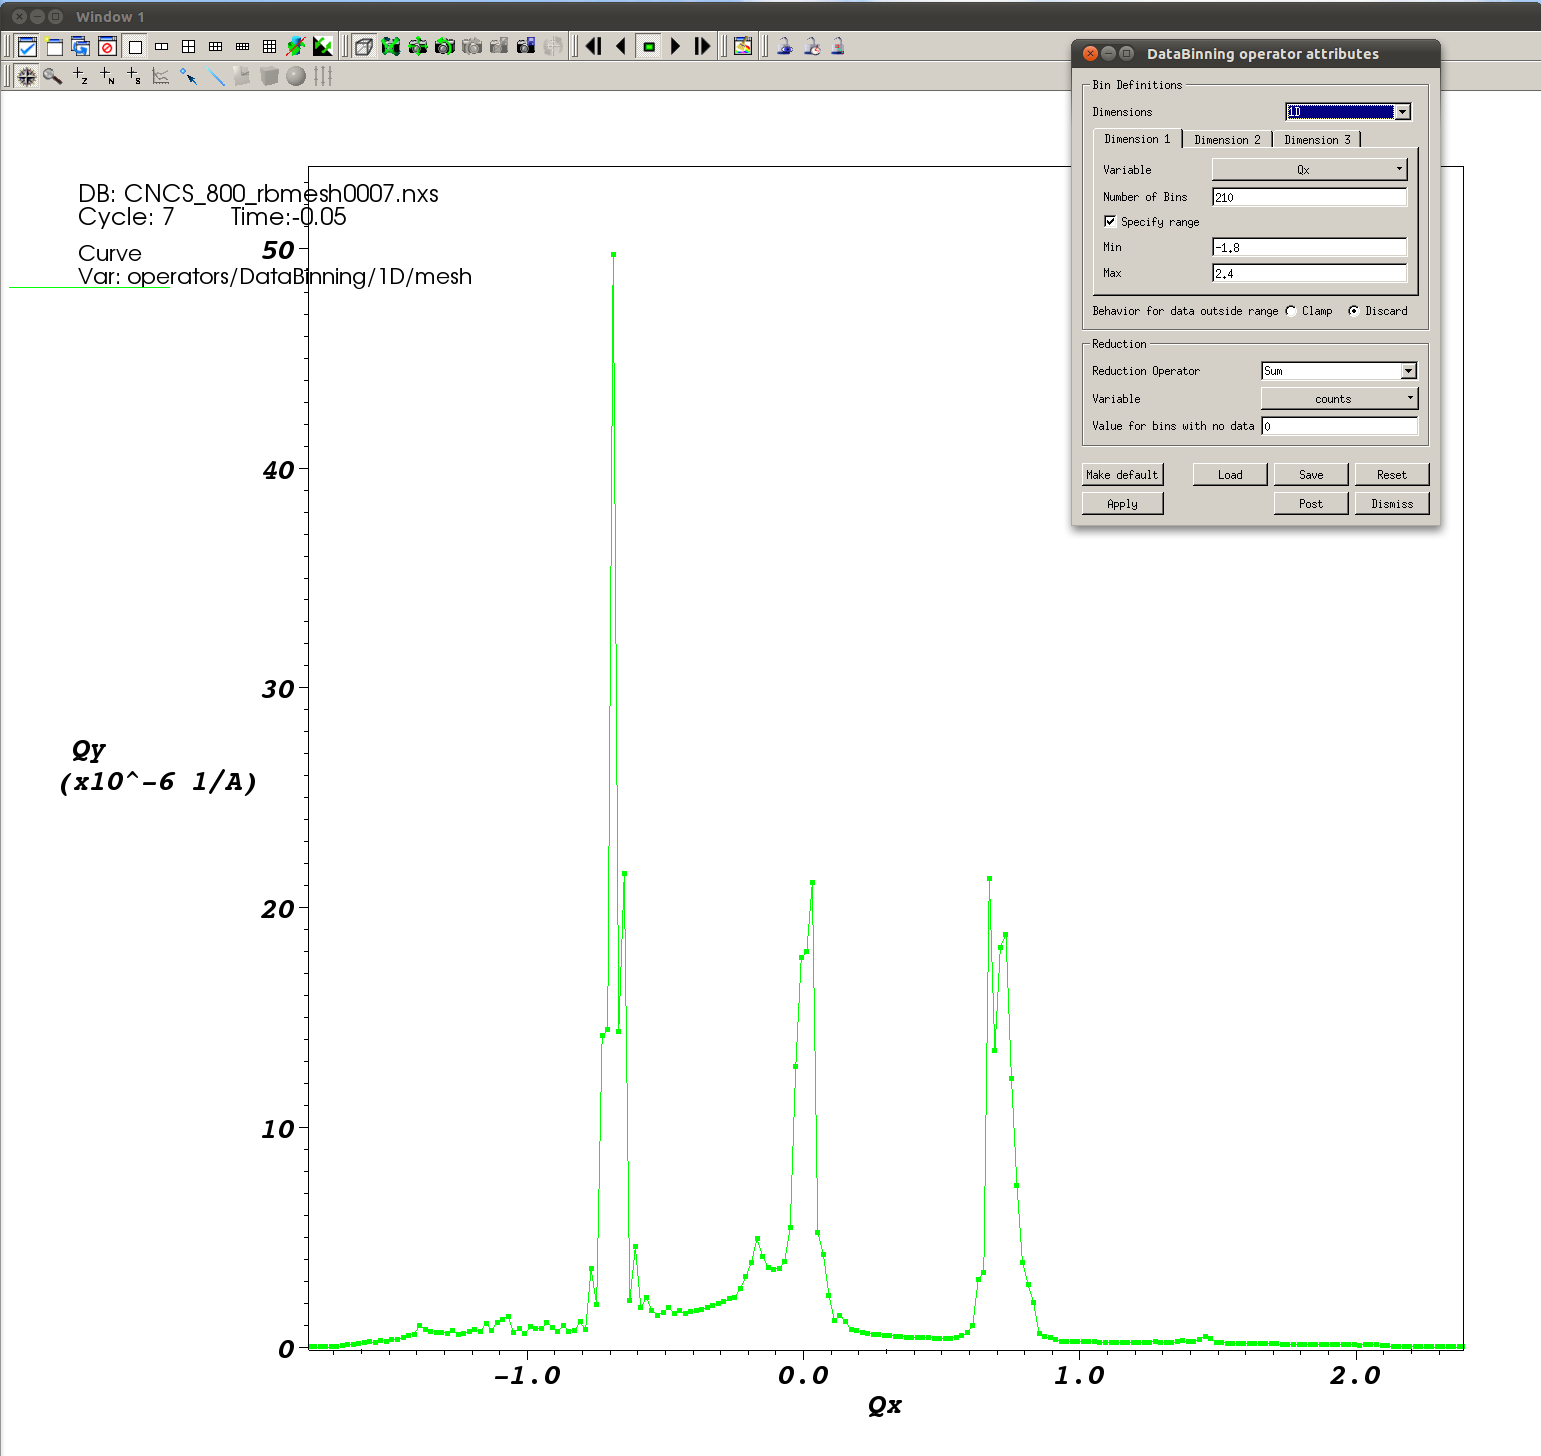 Window 1
DataBinning operator attributes
Bin Definitions
Dimensions 1D
Dimension 1 Dimension 2 Dimension 3
Variable Qx
Number of Bins 210
Specify range
Min -1.8
Max 2.4
Behavior for data outside range Clamp Discard
Reduction
Reduction Operator Sum
Variable counts
Value for bins with no data 0
Make default Load Save Reset
Apply Post Dismiss
DB: CNCS_800_rbmesh0007.nxs
Cycle: 7 Time:-0.05
Curve
Var: operators/DataBinning/1D/mesh
50
40
30
20
10
0
Qy
(x10^-6 1/A)
-1.0 0.0 1.0 2.0
Qx